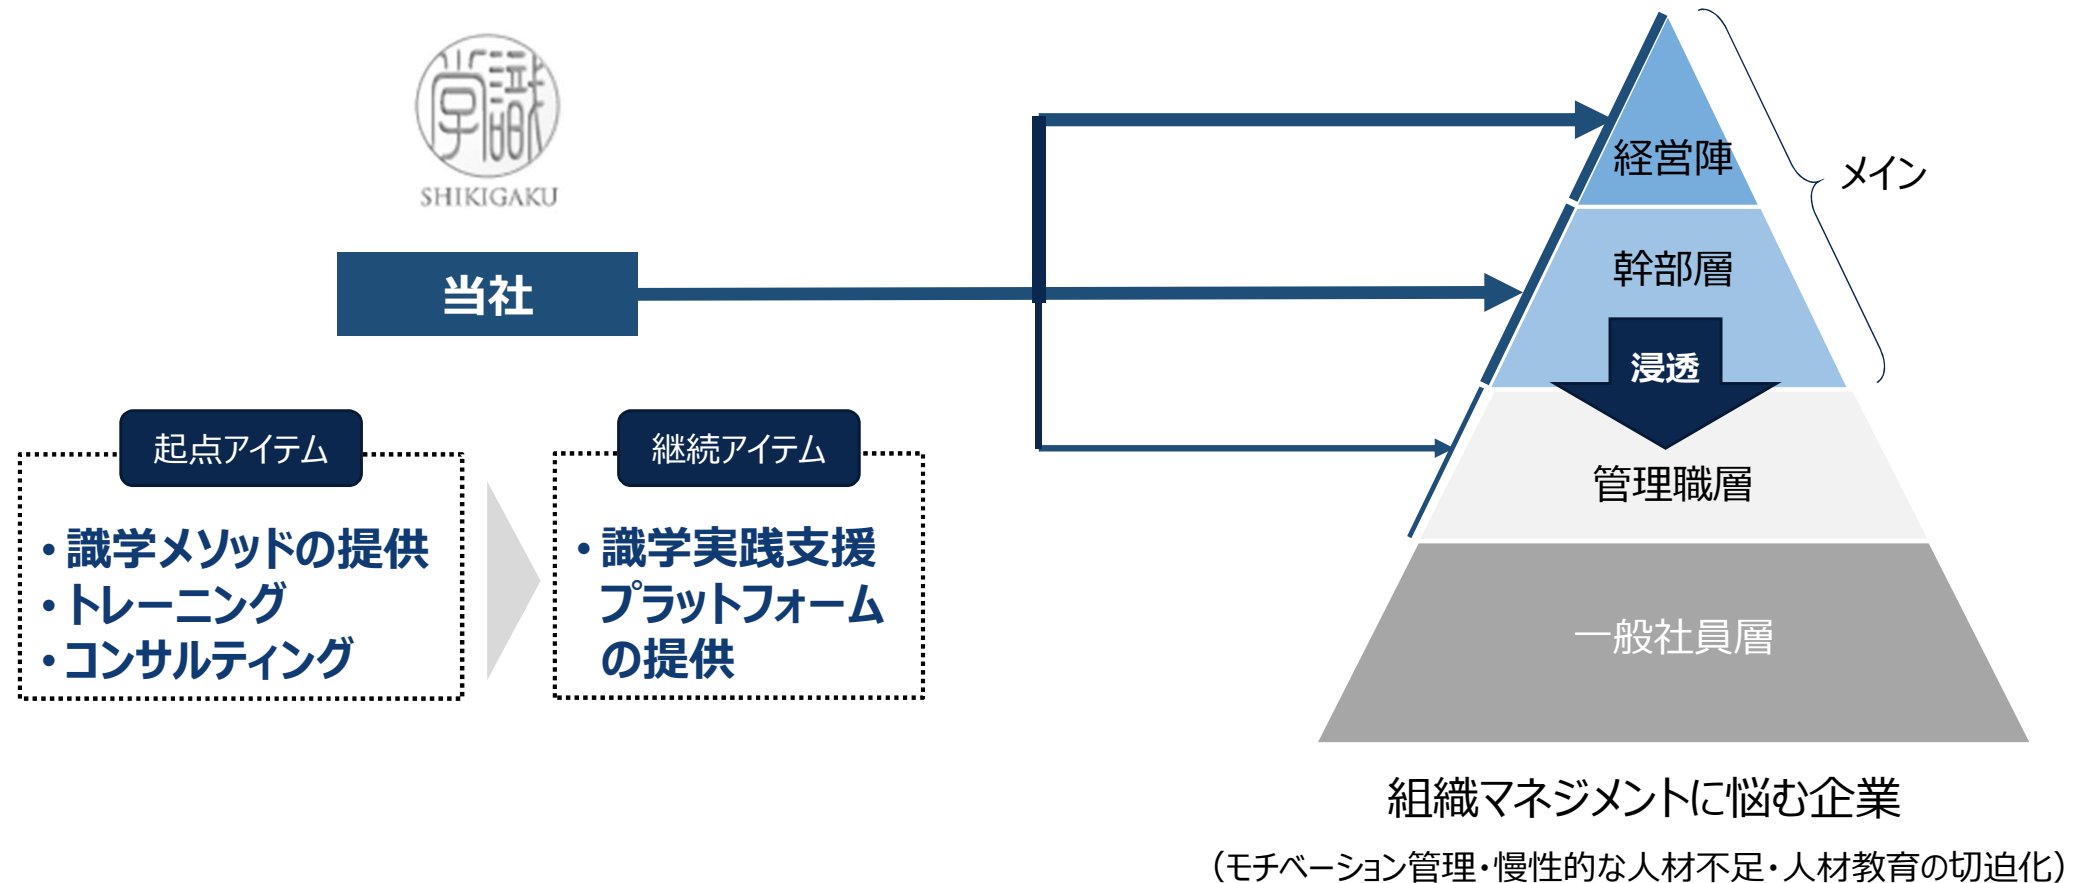 識学
SHIKIGAKU
当社
起点アイテム
・識学メソッドの提供
・トレーニング
・コンサルティング
継続アイテム
・識学実践支援
プラットフォーム
の提供
経営陣
メイン
幹部層
浸透
管理職層
一般社員層
組織マネジメントに悩む企業
（モチベーション管理・慢性的な人材不足・人材教育の切迫化）